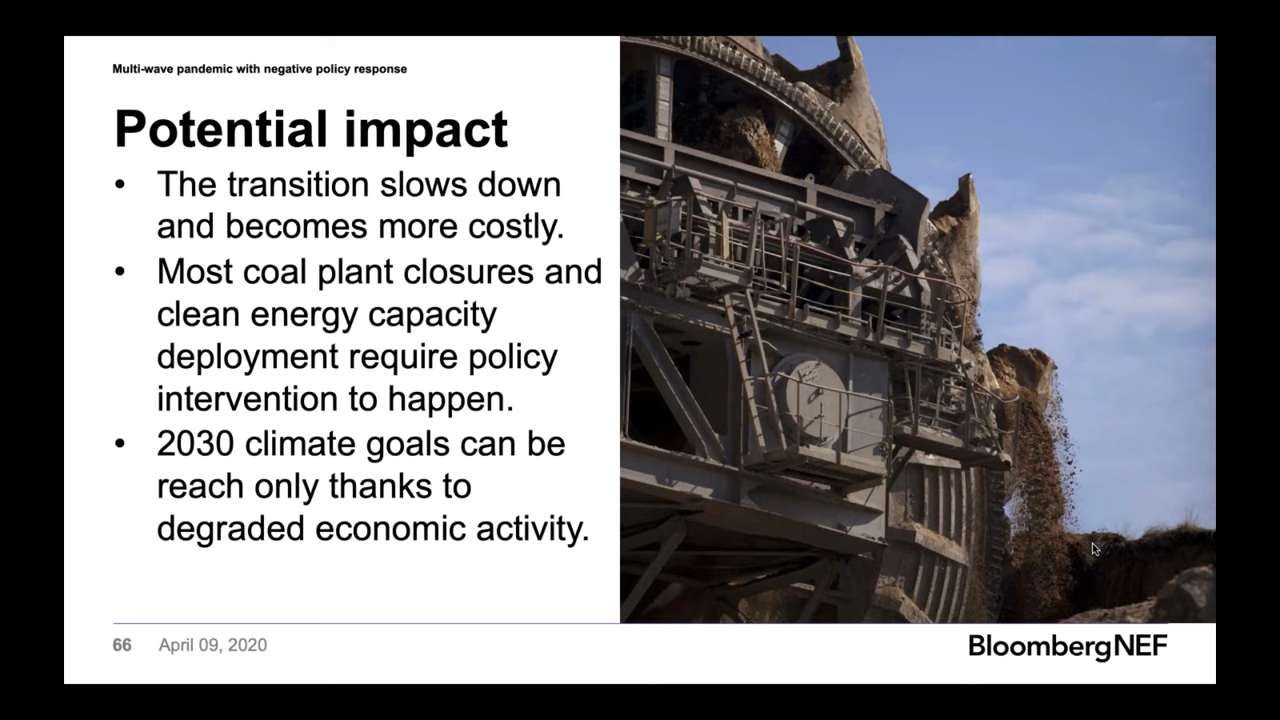 Multi-wave pandemic with negative policy response
Potential impact
• The transition slows down
and becomes more costly.
• Most coal plant closures and
clean energy capacity
deployment require policy
intervention to happen.
• 2030 climate goals can be
reach only thanks to
degraded economic activity.
66 April 09, 2020
BloombergNEF